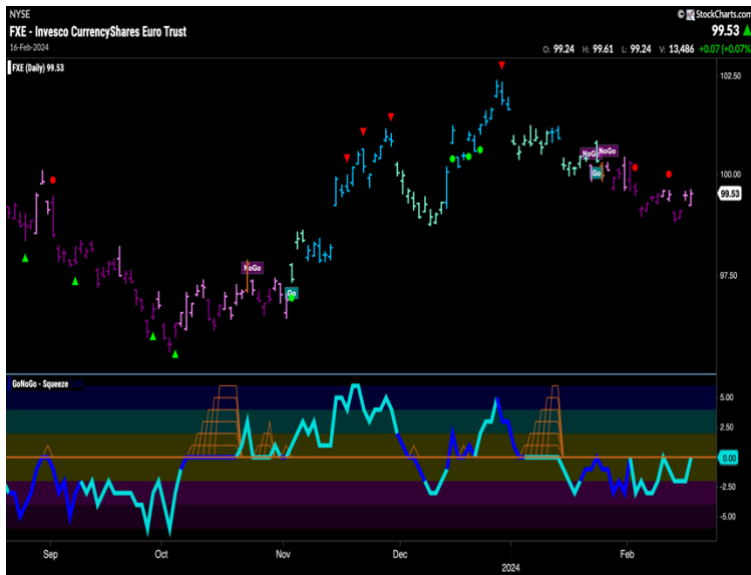 NYSE
© StockCharts.com
FXE - Invesco CurrencyShares Euro Trust
99.53
16-Feb-2024
O: 99.24 H: 99.61 L: 99.24 V: 13,486 +0.07 (+0.07%)
FXE (Daily) 99.53
102.50
NoGo NoGo
Go
100.00
99.53
NoGo
97.50
Go
GoNoGo - Squeeze
5.00
2.50
0.00
-2.50
-5.00
Sep Oct Nov Dec 2024 Feb